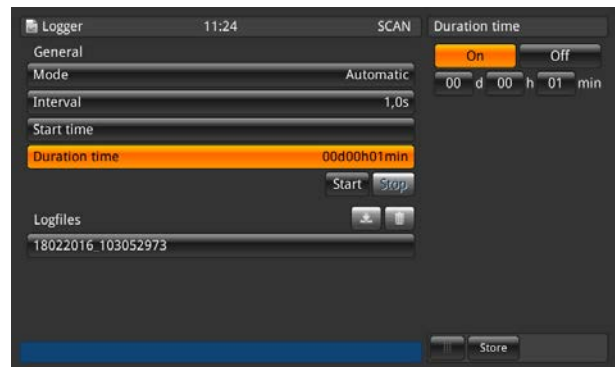 Logger 11:24 SCAN
General
Mode Automatic
Interval 1,0s
Start time
Duration time 00d00h01min
Start Stop
Logfiles
18022016_103052973
Duration time
On Off
00 d 00 h 01 min
Store